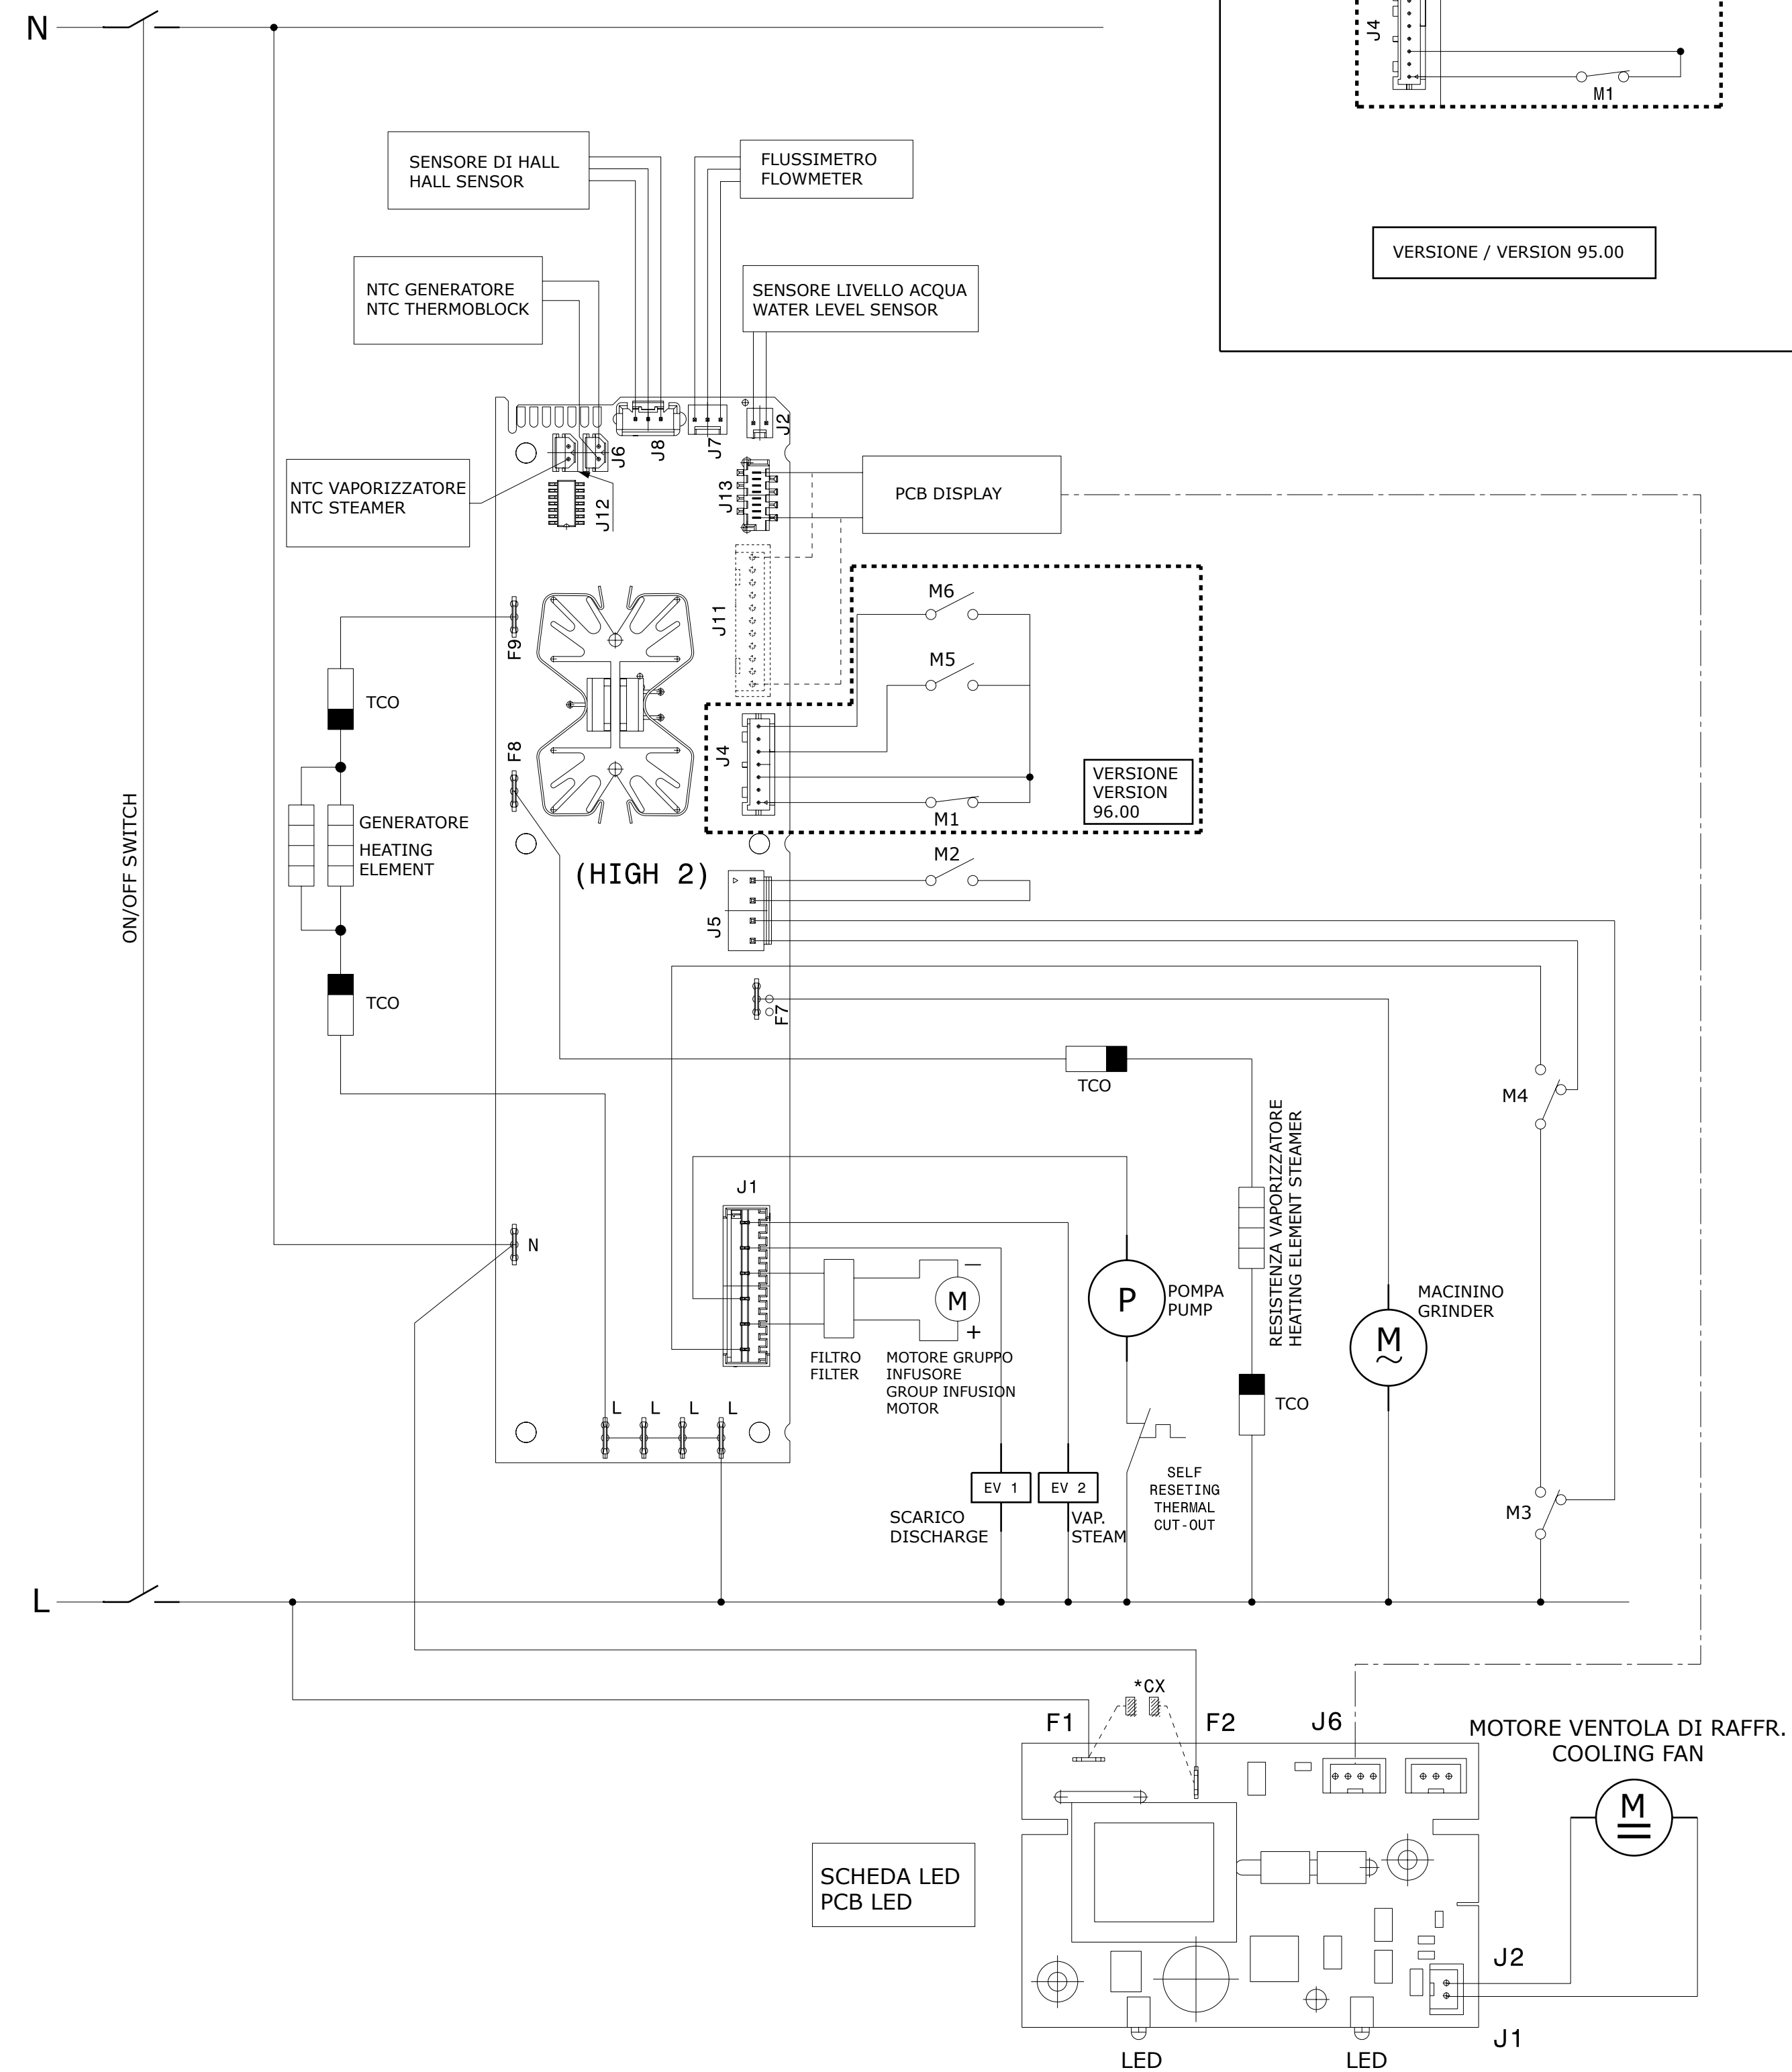 N
J4
M1
SENSORE DI HALL
HALL SENSOR
FLUSSIMETRO
FLOWMETER
VERSIONE / VERSION 95.00
NTC GENERATORE
NTC THERMOBLOCK
SENSORE LIVELLO ACQUA
WATER LEVEL SENSOR
J6
J8
J7
J2
NTC VAPORIZZATORE
NTC STEAMER
J12
J13
PCB DISPLAY
J11
M6
M5
F9
TCO
F8
J4
VERSIONE
VERSION
96.00
M1
GENERATORE
HEATING
ELEMENT
ON/OFF SWITCH
(HIGH 2)
M2
J5
TCO
F7
TCO
M4
RESISTENZA VAPORIZZATORE
HEATING ELEMENT STEAMER
J1
N
M
−
+
P
POMPA
PUMP
MACININO
GRINDER
M
~
FILTRO
FILTER
MOTORE GRUPPO
INFUSORE
GROUP INFUSION
MOTOR
TCO
L
L
L
L
SELF
RESETING
THERMAL
CUT-OUT
EV 1
EV 2
SCARICO
DISCHARGE
VAP.
STEAM
M3
L
*CX
F1
F2
J6
MOTORE VENTOLA DI RAFFR.
COOLING FAN
M
SCHEDA LED
PCB LED
J2
J1
LED
LED